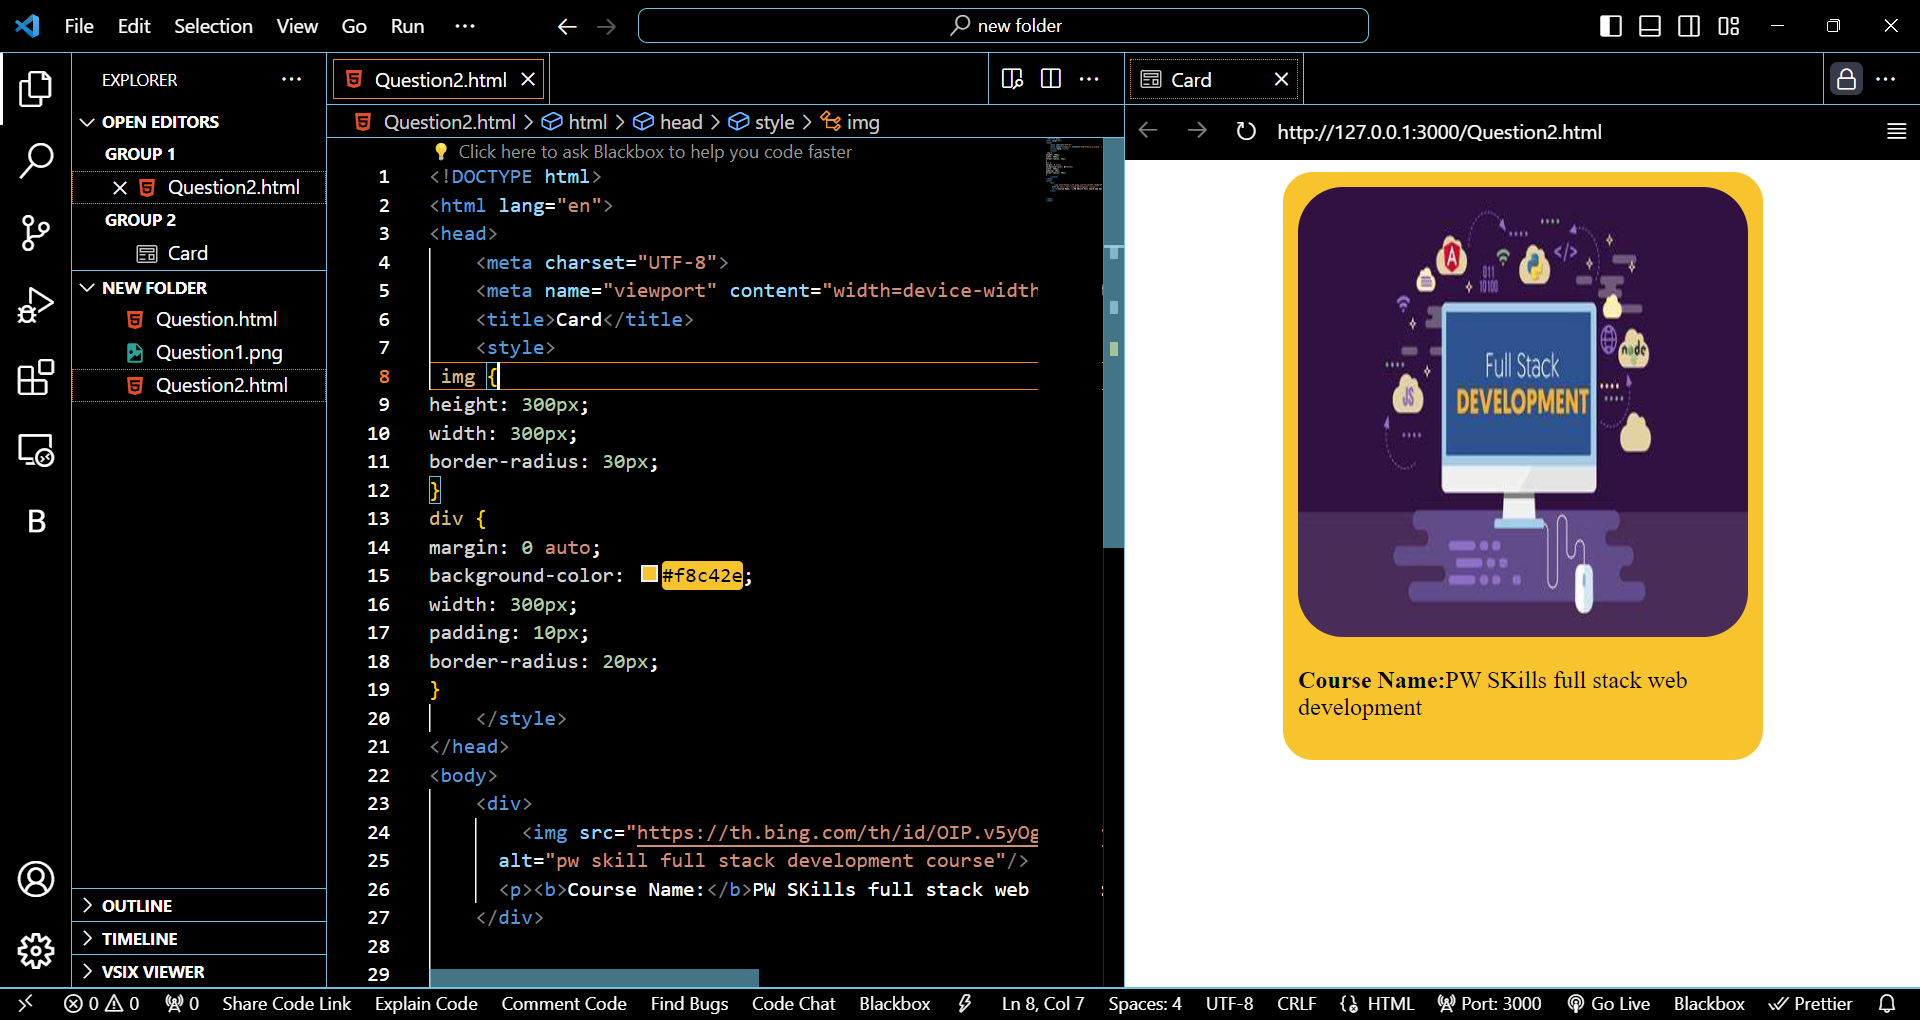 File Edit Selection View Go Run ···
new folder
EXPLORER ···
OPEN EDITORS
GROUP 1
Question2.html
GROUP 2
Card
NEW FOLDER
Question.html
Question1.png
Question2.html
B
OUTLINE
TIMELINE
VSIX VIEWER
Question2.html
Question2.html > html > head > style > img
Click here to ask Blackbox to help you code faster
1 <!DOCTYPE html>
2 <html lang="en">
3 <head>
4 <meta charset="UTF-8">
5 <meta name="viewport" content="width=device-width
6 <title>Card</title>
7 <style>
8 img {
9 height: 300px;
10 width: 300px;
11 border-radius: 30px;
12 }
13 div {
14 margin: 0 auto;
15 background-color: #f8c42e;
16 width: 300px;
17 padding: 10px;
18 border-radius: 20px;
19 }
20 </style>
21 </head>
22 <body>
23 <div>
24 <img src="https://th.bing.com/th/id/OIP.v5yOg
25 alt="pw skill full stack development course"/>
26 <p><b>Course Name:</b>PW SKills full stack web
27 </div>
28
29
Card
http://127.0.0.1:3000/Question2.html
011
10100
</>
node
JS
Full Stack
DEVELOPMENT
Course Name:PW SKills full stack web
development
0 0 0 Share Code Link Explain Code Comment Code Find Bugs Code Chat Blackbox Ln 8, Col 7 Spaces: 4 UTF-8 CRLF HTML Port: 3000 Go Live Blackbox Prettier